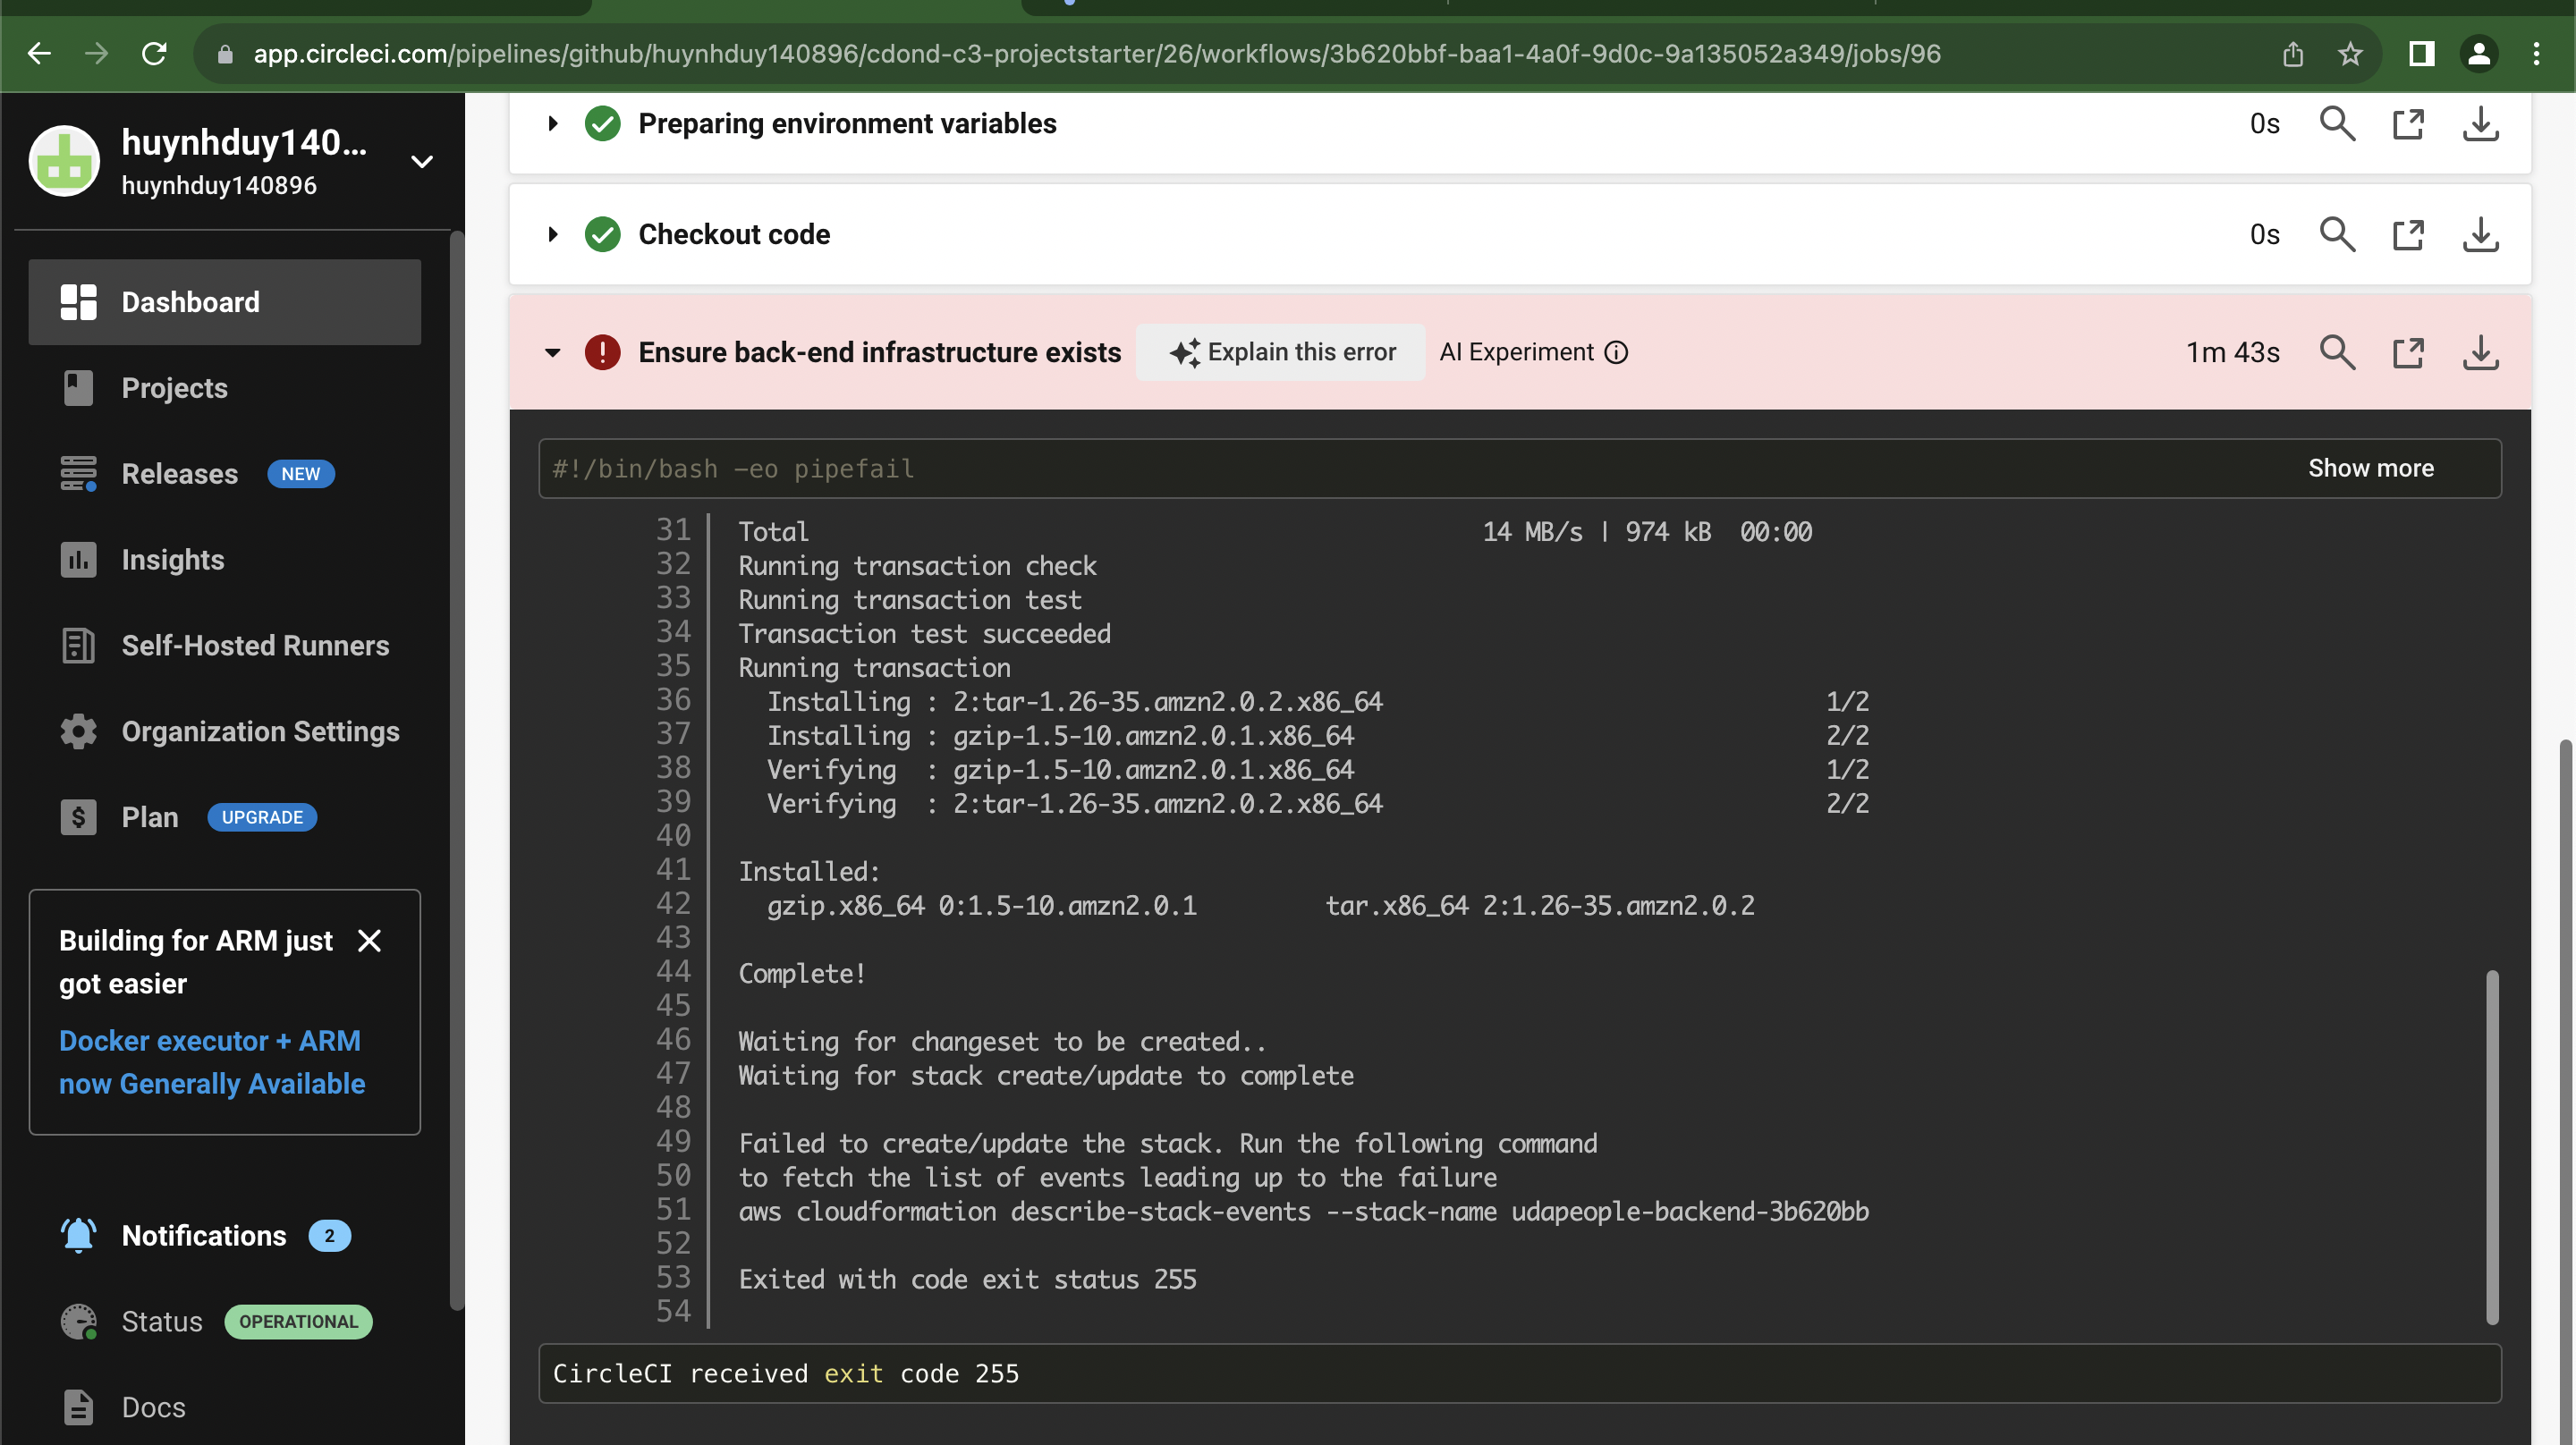 app.circleci.com/pipelines/github/huynhduy140896/cdond-c3-projectstarter/26/workflows/3b620bbf-baa1-4a0f-9d0c-9a135052a349/jobs/96
huynhduy140...
huynhduy140896
Dashboard
Projects
Releases NEW
Insights
Self-Hosted Runners
Organization Settings
Plan UPGRADE
Building for ARM just
got easier
Docker executor + ARM
now Generally Available
Notifications 2
Status OPERATIONAL
Docs
Preparing environment variables 0s
Checkout code 0s
Ensure back-end infrastructure exists Explain this error AI Experiment 1m 43s
#!/bin/bash -eo pipefail Show more
31 Total 14 MB/s | 974 kB 00:00
32 Running transaction check
33 Running transaction test
34 Transaction test succeeded
35 Running transaction
36 Installing : 2:tar-1.26-35.amzn2.0.2.x86_64 1/2
37 Installing : gzip-1.5-10.amzn2.0.1.x86_64 2/2
38 Verifying : gzip-1.5-10.amzn2.0.1.x86_64 1/2
39 Verifying : 2:tar-1.26-35.amzn2.0.2.x86_64 2/2
40
41 Installed:
42 gzip.x86_64 0:1.5-10.amzn2.0.1 tar.x86_64 2:1.26-35.amzn2.0.2
43
44 Complete!
45
46 Waiting for changeset to be created..
47 Waiting for stack create/update to complete
48
49 Failed to create/update the stack. Run the following command
50 to fetch the list of events leading up to the failure
51 aws cloudformation describe-stack-events --stack-name udapeople-backend-3b620bb
52
53 Exited with code exit status 255
54
CircleCI received exit code 255